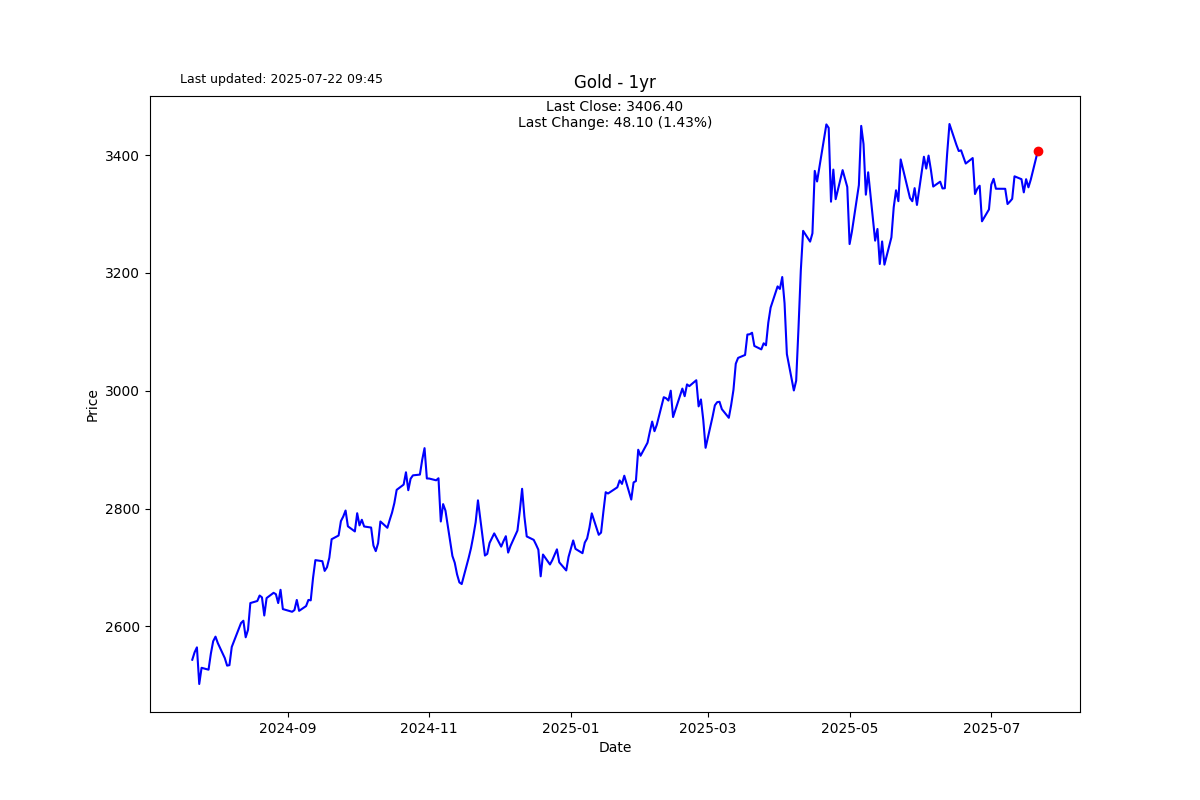 Last updated: 2025-07-22 09:45
Gold - 1yr
Last Close: 3406.40
Last Change: 48.10 (1.43%)
Price
3400
3200
3000
2800
2600
2024-09
2024-11
2025-01
2025-03
2025-05
2025-07
Date